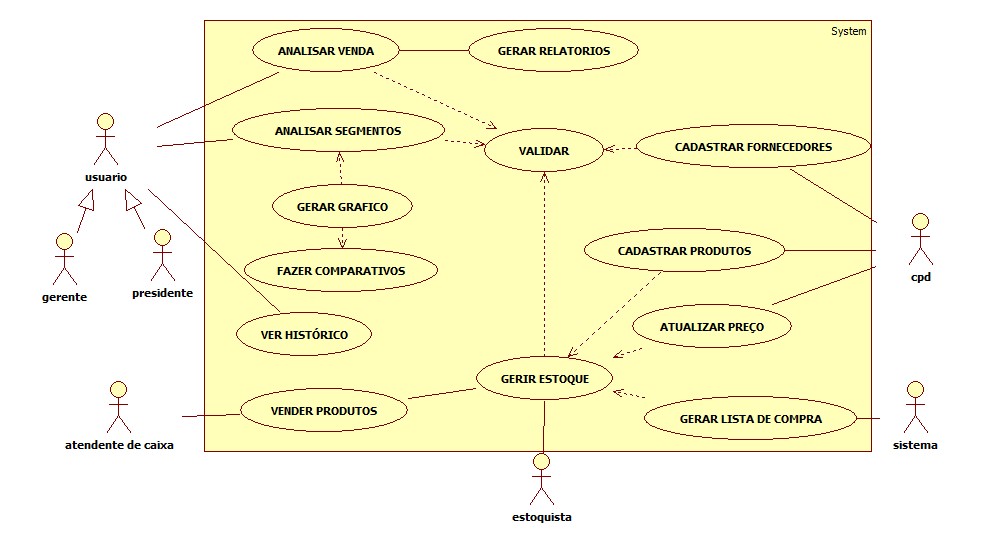 System
ANALISAR VENDA
GERAR RELATORIOS
ANALISAR SEGMENTOS
VALIDAR
CADASTRAR FORNECEDORES
usuario
GERAR GRAFICO
CADASTRAR PRODUTOS
FAZER COMPARATIVOS
cpd
gerente
presidente
ATUALIZAR PREÇO
VER HISTÓRICO
GERIR ESTOQUE
VENDER PRODUTOS
GERAR LISTA DE COMPRA
atendente de caixa
sistema
estoquista